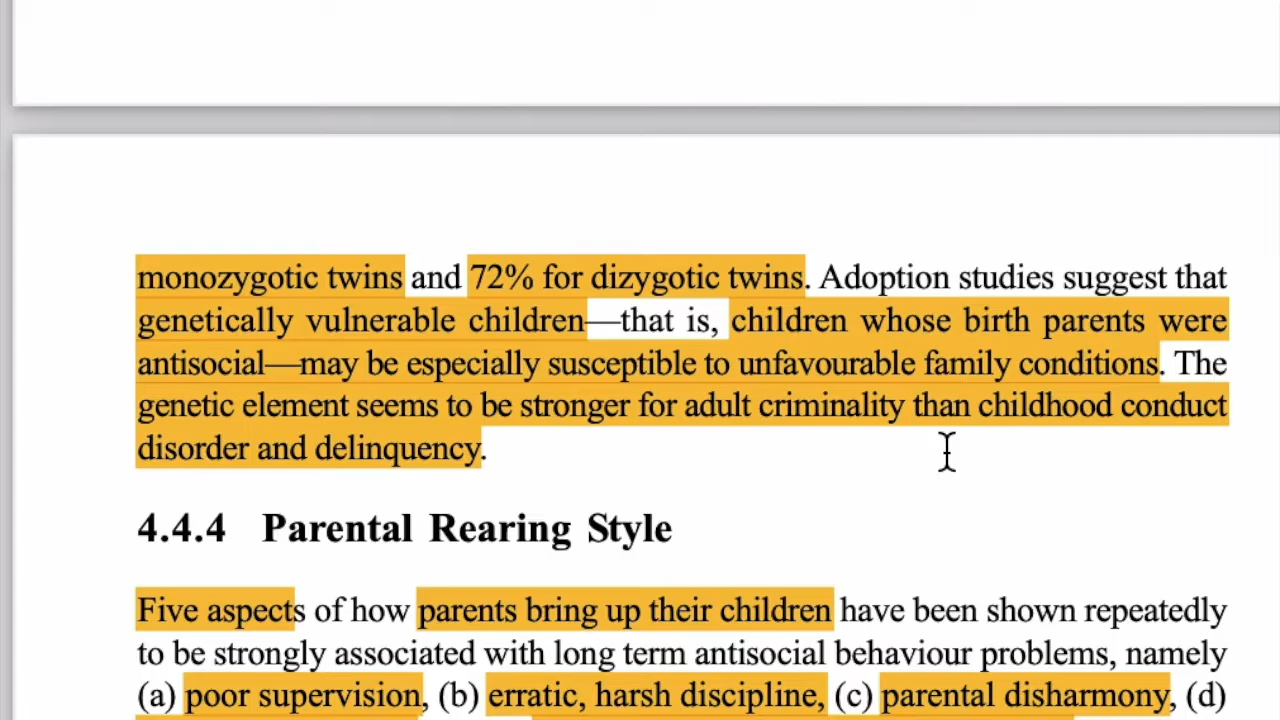 monozygotic twins and 72% for dizygotic twins. Adoption studies suggest that
genetically vulnerable children—that is, children whose birth parents were
antisocial—may be especially susceptible to unfavourable family conditions. The
genetic element seems to be stronger for adult criminality than childhood conduct
disorder and delinquency.
4.4.4 Parental Rearing Style
Five aspects of how parents bring up their children have been shown repeatedly
to be strongly associated with long term antisocial behaviour problems, namely
(a) poor supervision, (b) erratic, harsh discipline, (c) parental disharmony, (d)